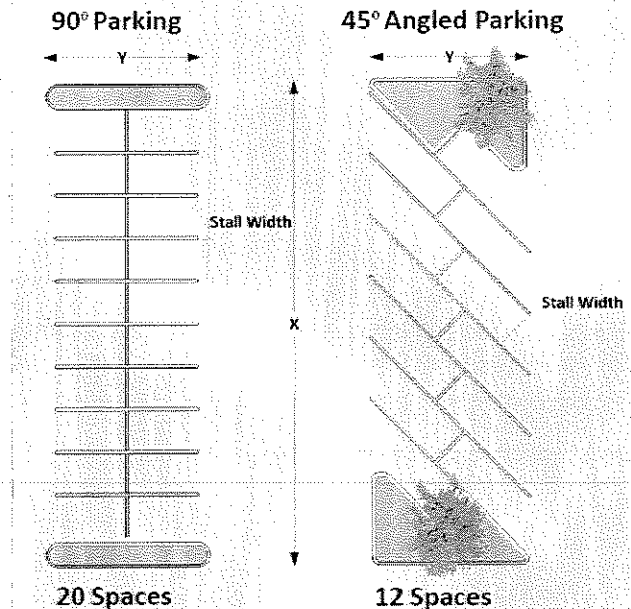 90° Parking
45° Angled Parking
Y
Y
Stall Width
Stall Width
X
20 Spaces
12 Spaces